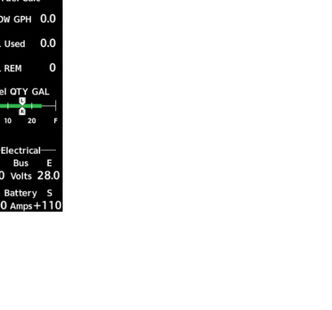 GPH 0.0
Used 0.0
REM 0
QTY GAL
L
R
10 20 F
Electrical
Bus E
0 Volts 28.0
Battery S
0 Amps +110